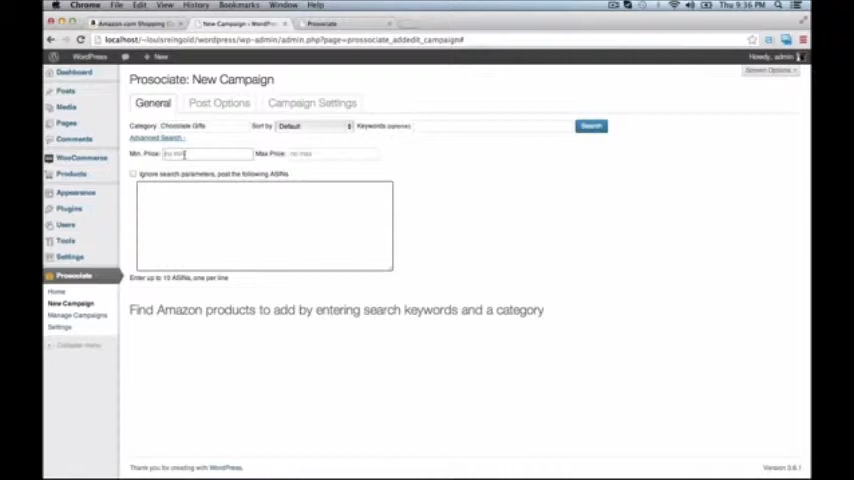 Chrome File Edit View History Bookmarks Window Help Thu 9:36 PM
Amazon.com Shopping C New Campaign ‹ WordPr Prosociate
localhost/~louisreingold/wordpress/wp-admin/admin.php?page=prossociate_addedit_campaign#
WordPress New Howdy, admin
Screen Options
Dashboard
Posts
Media
Pages
Comments
WooCommerce
Products
Appearance
Plugins
Users
Tools
Settings
Prosociate
Home
New Campaign
Manage Campaigns
Settings
Collapse menu
Prosociate: New Campaign
General Post Options Campaign Settings
Category: Chocolate Gifts Sort by Default Keywords (optional) Search
Advanced Search
Min. Price: no min Max Price: no max
Ignore search parameters, post the following ASINs
Enter up to 10 ASINs, one per line
Find Amazon products to add by entering search keywords and a category
Thank you for creating with WordPress. Version 3.6.1